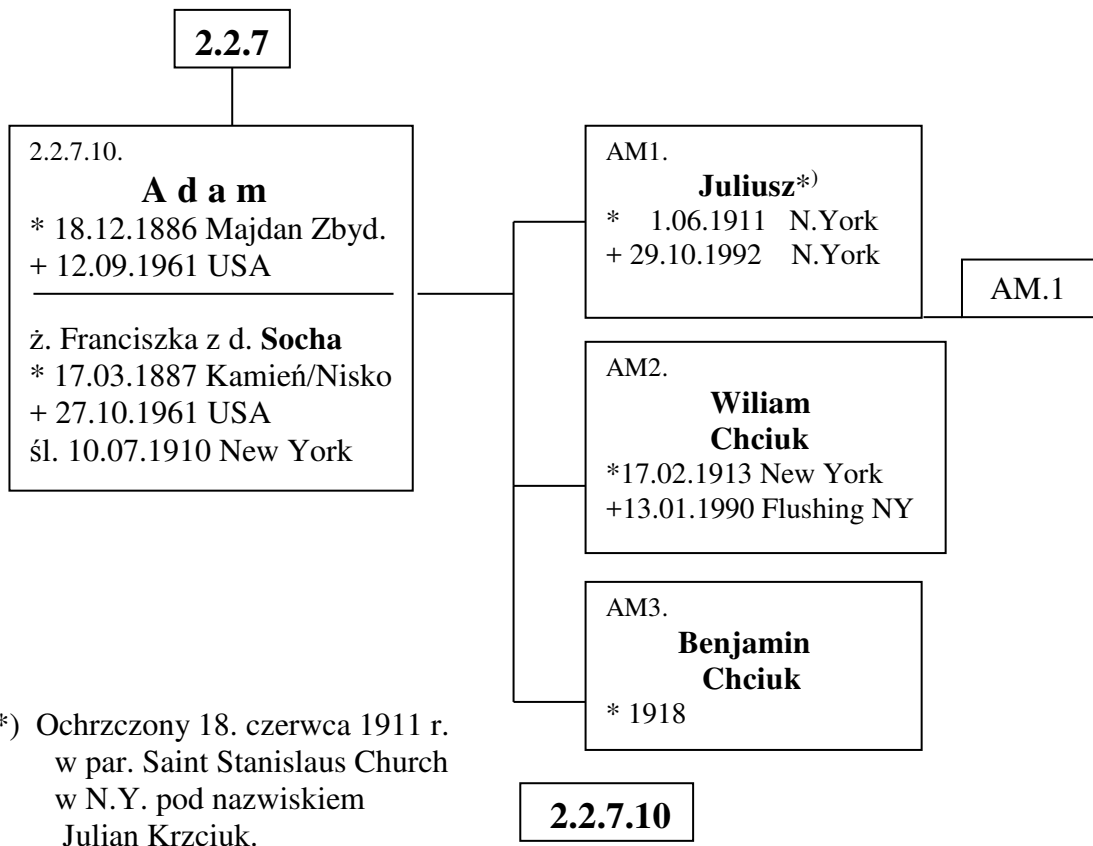 2.2.7
2.2.7.10.
A d a m
* 18.12.1886 Majdan Zbyd.
+ 12.09.1961 USA
ż. Franciszka z d. Socha
* 17.03.1887 Kamień/Nisko
+ 27.10.1961 USA
śl. 10.07.1910 New York
AM1.
Juliusz*)
* 1.06.1911 N.York
+ 29.10.1992 N.York
AM.1
AM2.
Wiliam
Chciuk
*17.02.1913 New York
+13.01.1990 Flushing NY
AM3.
Benjamin
Chciuk
* 1918
*) Ochrzczony 18. czerwca 1911 r.
w par. Saint Stanislaus Church
w N.Y. pod nazwiskiem
Julian Krzciuk.
2.2.7.10